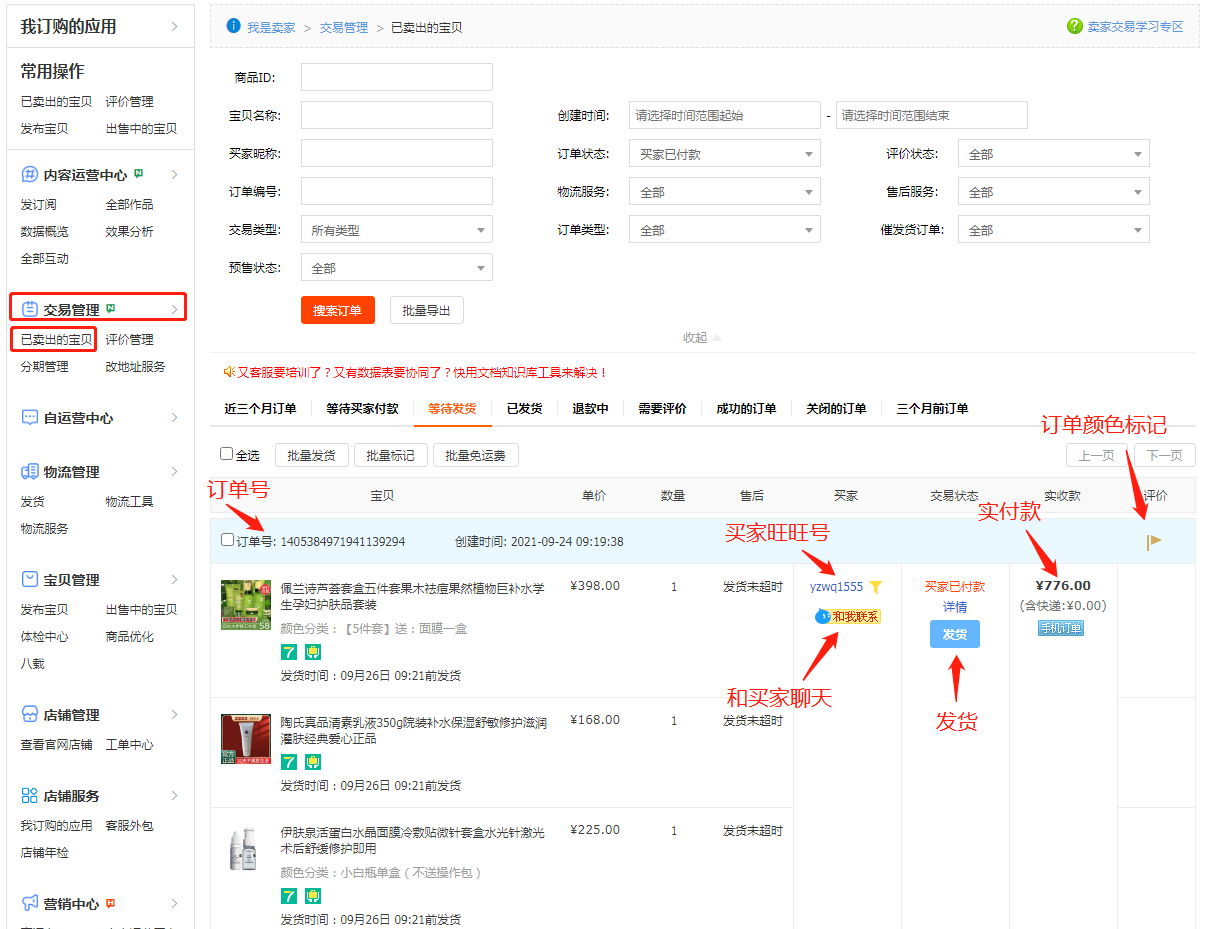 我订购的应用
常用操作
已卖出的宝贝 评价管理
发布宝贝 出售中的宝贝
内容运营中心
发订阅 全部作品
数据概览 效果分析
全部互动
交易管理
已卖出的宝贝 评价管理
分期管理 改地址服务
自运营中心
物流管理
发货 物流工具
物流服务
宝贝管理
发布宝贝 出售中的宝贝
体检中心 商品优化
八载
店铺管理
查看官网店铺 工单中心
店铺服务
我订购的应用 客服外包
店铺年检
营销中心
我是卖家 > 交易管理 > 已卖出的宝贝
卖家交易学习专区
商品ID:
宝贝名称: 创建时间: 请选择时间范围起始 - 请选择时间范围结束
买家昵称: 订单状态: 买家已付款 评价状态: 全部
订单编号: 物流服务: 全部 售后服务: 全部
交易类型: 所有类型 订单类型: 全部 催发货订单: 全部
预售状态: 全部
搜索订单 批量导出
收起
又客服要培训了？又有数据表要协同了？快用文档知识库工具来解决！
近三个月订单 等待买家付款 等待发货 已发货 退款中 需要评价 成功的订单 关闭的订单 三个月前订单
订单颜色标记
全选 批量发货 批量标记 批量免运费 上一页 下一页
订单号
宝贝 单价 数量 售后 买家 交易状态 实收款 评价
实付款
买家旺旺号
订单号: 1405384971941139294 创建时间: 2021-09-24 09:19:38
佩兰诗芦荟套盒五件套果木祛痘果然植物巨补水学生孕妇护肤品套装 ¥398.00 1 发货未超时 yzwq1555 买家已付款 ¥776.00
详情 (含快递:¥0.00)
和我联系
颜色分类：【5件套】送：面膜一盒
发货 手机订单
7
发货时间：09月26日 09:21前发货
和买家聊天
发货
陶氏真品清素乳液350g院装补水保湿舒敏修护滋润灌肤经典爱心正品 ¥168.00 1 发货未超时
7
发货时间：09月26日 09:21前发货
伊肤泉活蛋白水晶面膜冷敷贴微针套盒水光针激光术后舒缓修护即用 ¥225.00 1 发货未超时
颜色分类：小白瓶单盒（不送操作包）
7
发货时间：09月26日 09:21前发货